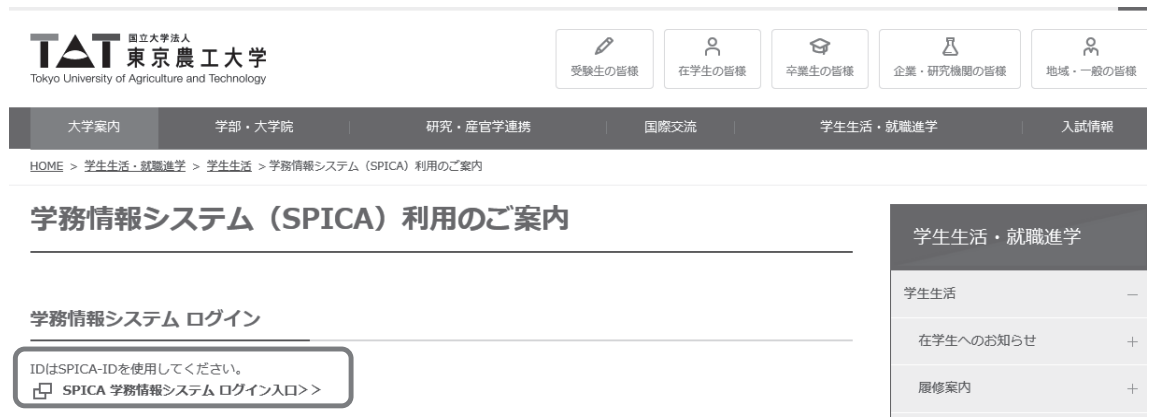 TAT 国立大学法人
東京農工大学
Tokyo University of Agriculture and Technology
受験生の皆様 在学生の皆様 卒業生の皆様 企業・研究機関の皆様 地域・一般の皆様
大学案内 学部・大学院 研究・産官学連携 国際交流 学生生活・就職進学 入試情報
HOME > 学生生活・就職進学 > 学生生活 > 学務情報システム（SPICA）利用のご案内
学務情報システム（SPICA）利用のご案内
学務情報システム ログイン
IDはSPICA-IDを使用してください。
SPICA 学務情報システム ログイン入口>>
学生生活・就職進学
学生生活 －
在学生へのお知らせ ＋
履修案内 ＋